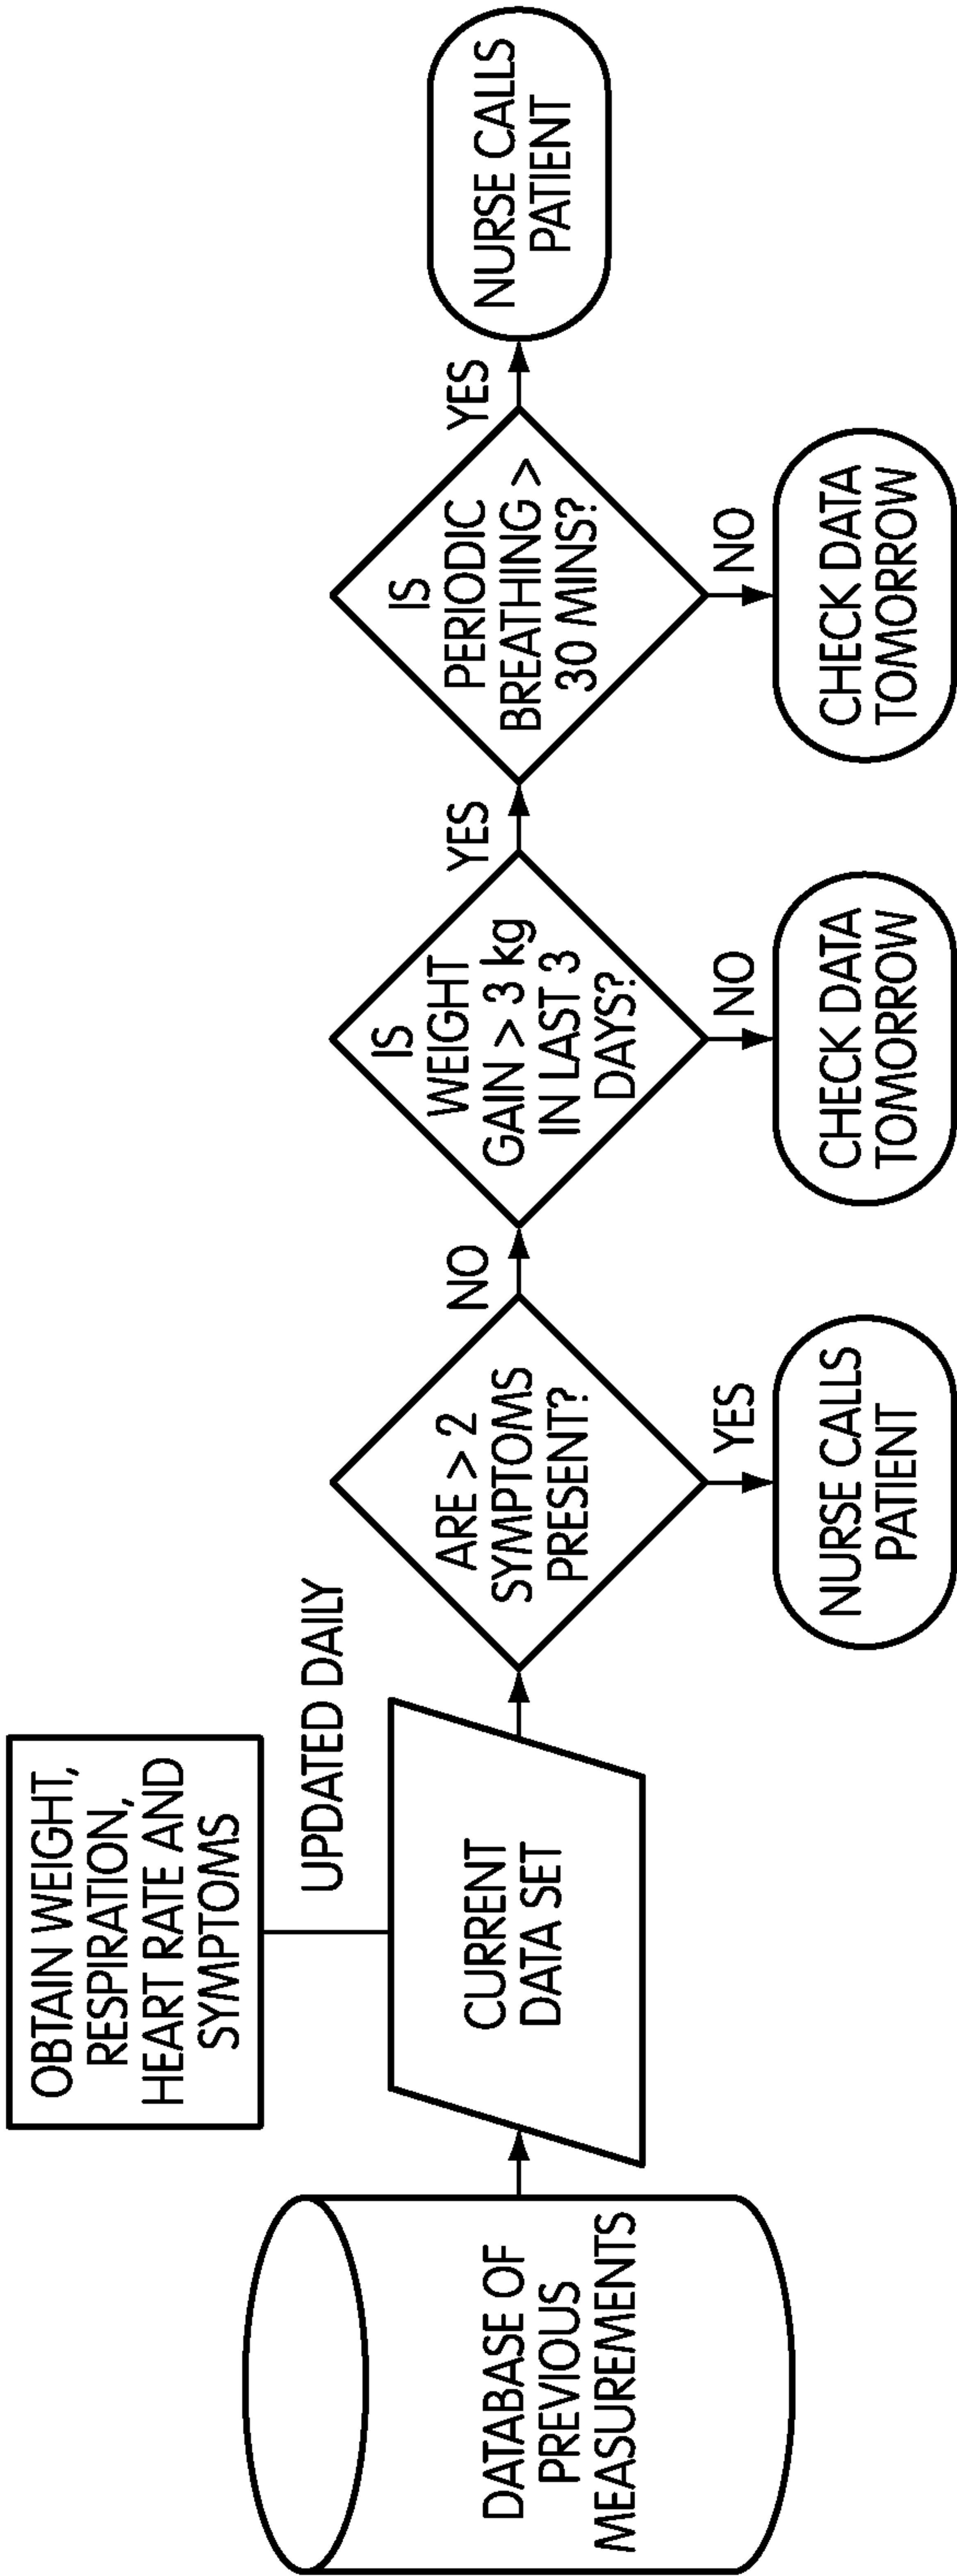 OBTAIN WEIGHT,
RESPIRATION,
HEART RATE AND
SYMPTOMS
UPDATED DAILY
DATABASE OF
PREVIOUS
MEASUREMENTS
CURRENT
DATA SET
ARE > 2
SYMPTOMS
PRESENT?
NO
YES
NURSE CALLS
PATIENT
IS
WEIGHT
GAIN > 3 kg
IN LAST 3
DAYS?
YES
NO
CHECK DATA
TOMORROW
IS
PERIODIC
BREATHING >
30 MINS?
YES
NO
CHECK DATA
TOMORROW
NURSE CALLS
PATIENT